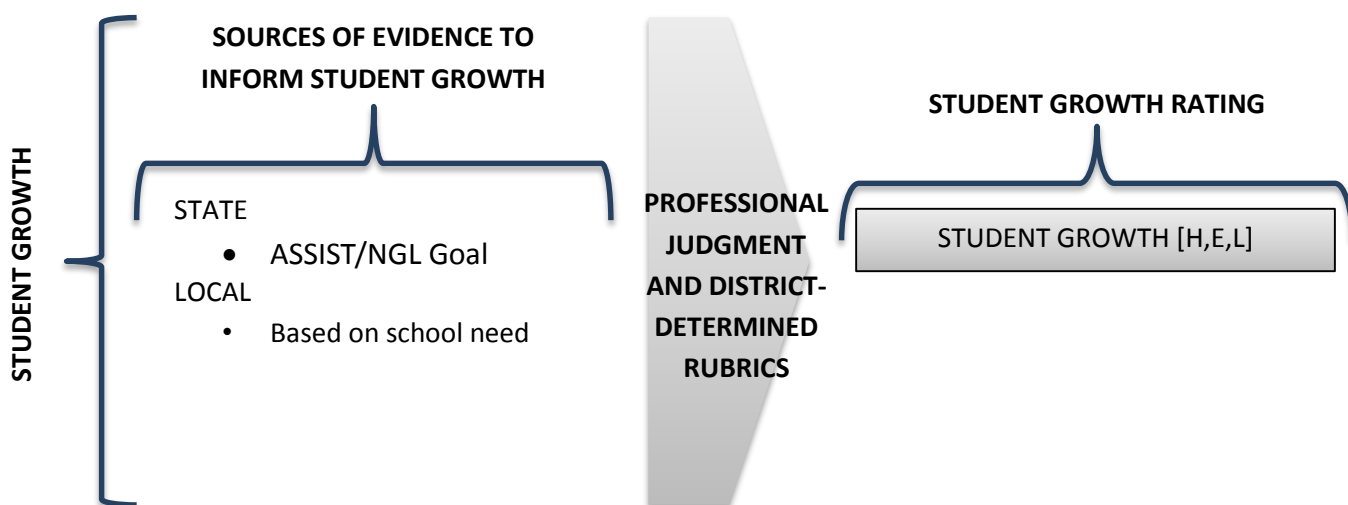 STUDENT GROWTH
SOURCES OF EVIDENCE TO
INFORM STUDENT GROWTH
STATE
● ASSIST/NGL Goal
LOCAL
• Based on school need
PROFESSIONAL
JUDGMENT
AND DISTRICT-
DETERMINED
RUBRICS
STUDENT GROWTH RATING
STUDENT GROWTH [H,E,L]